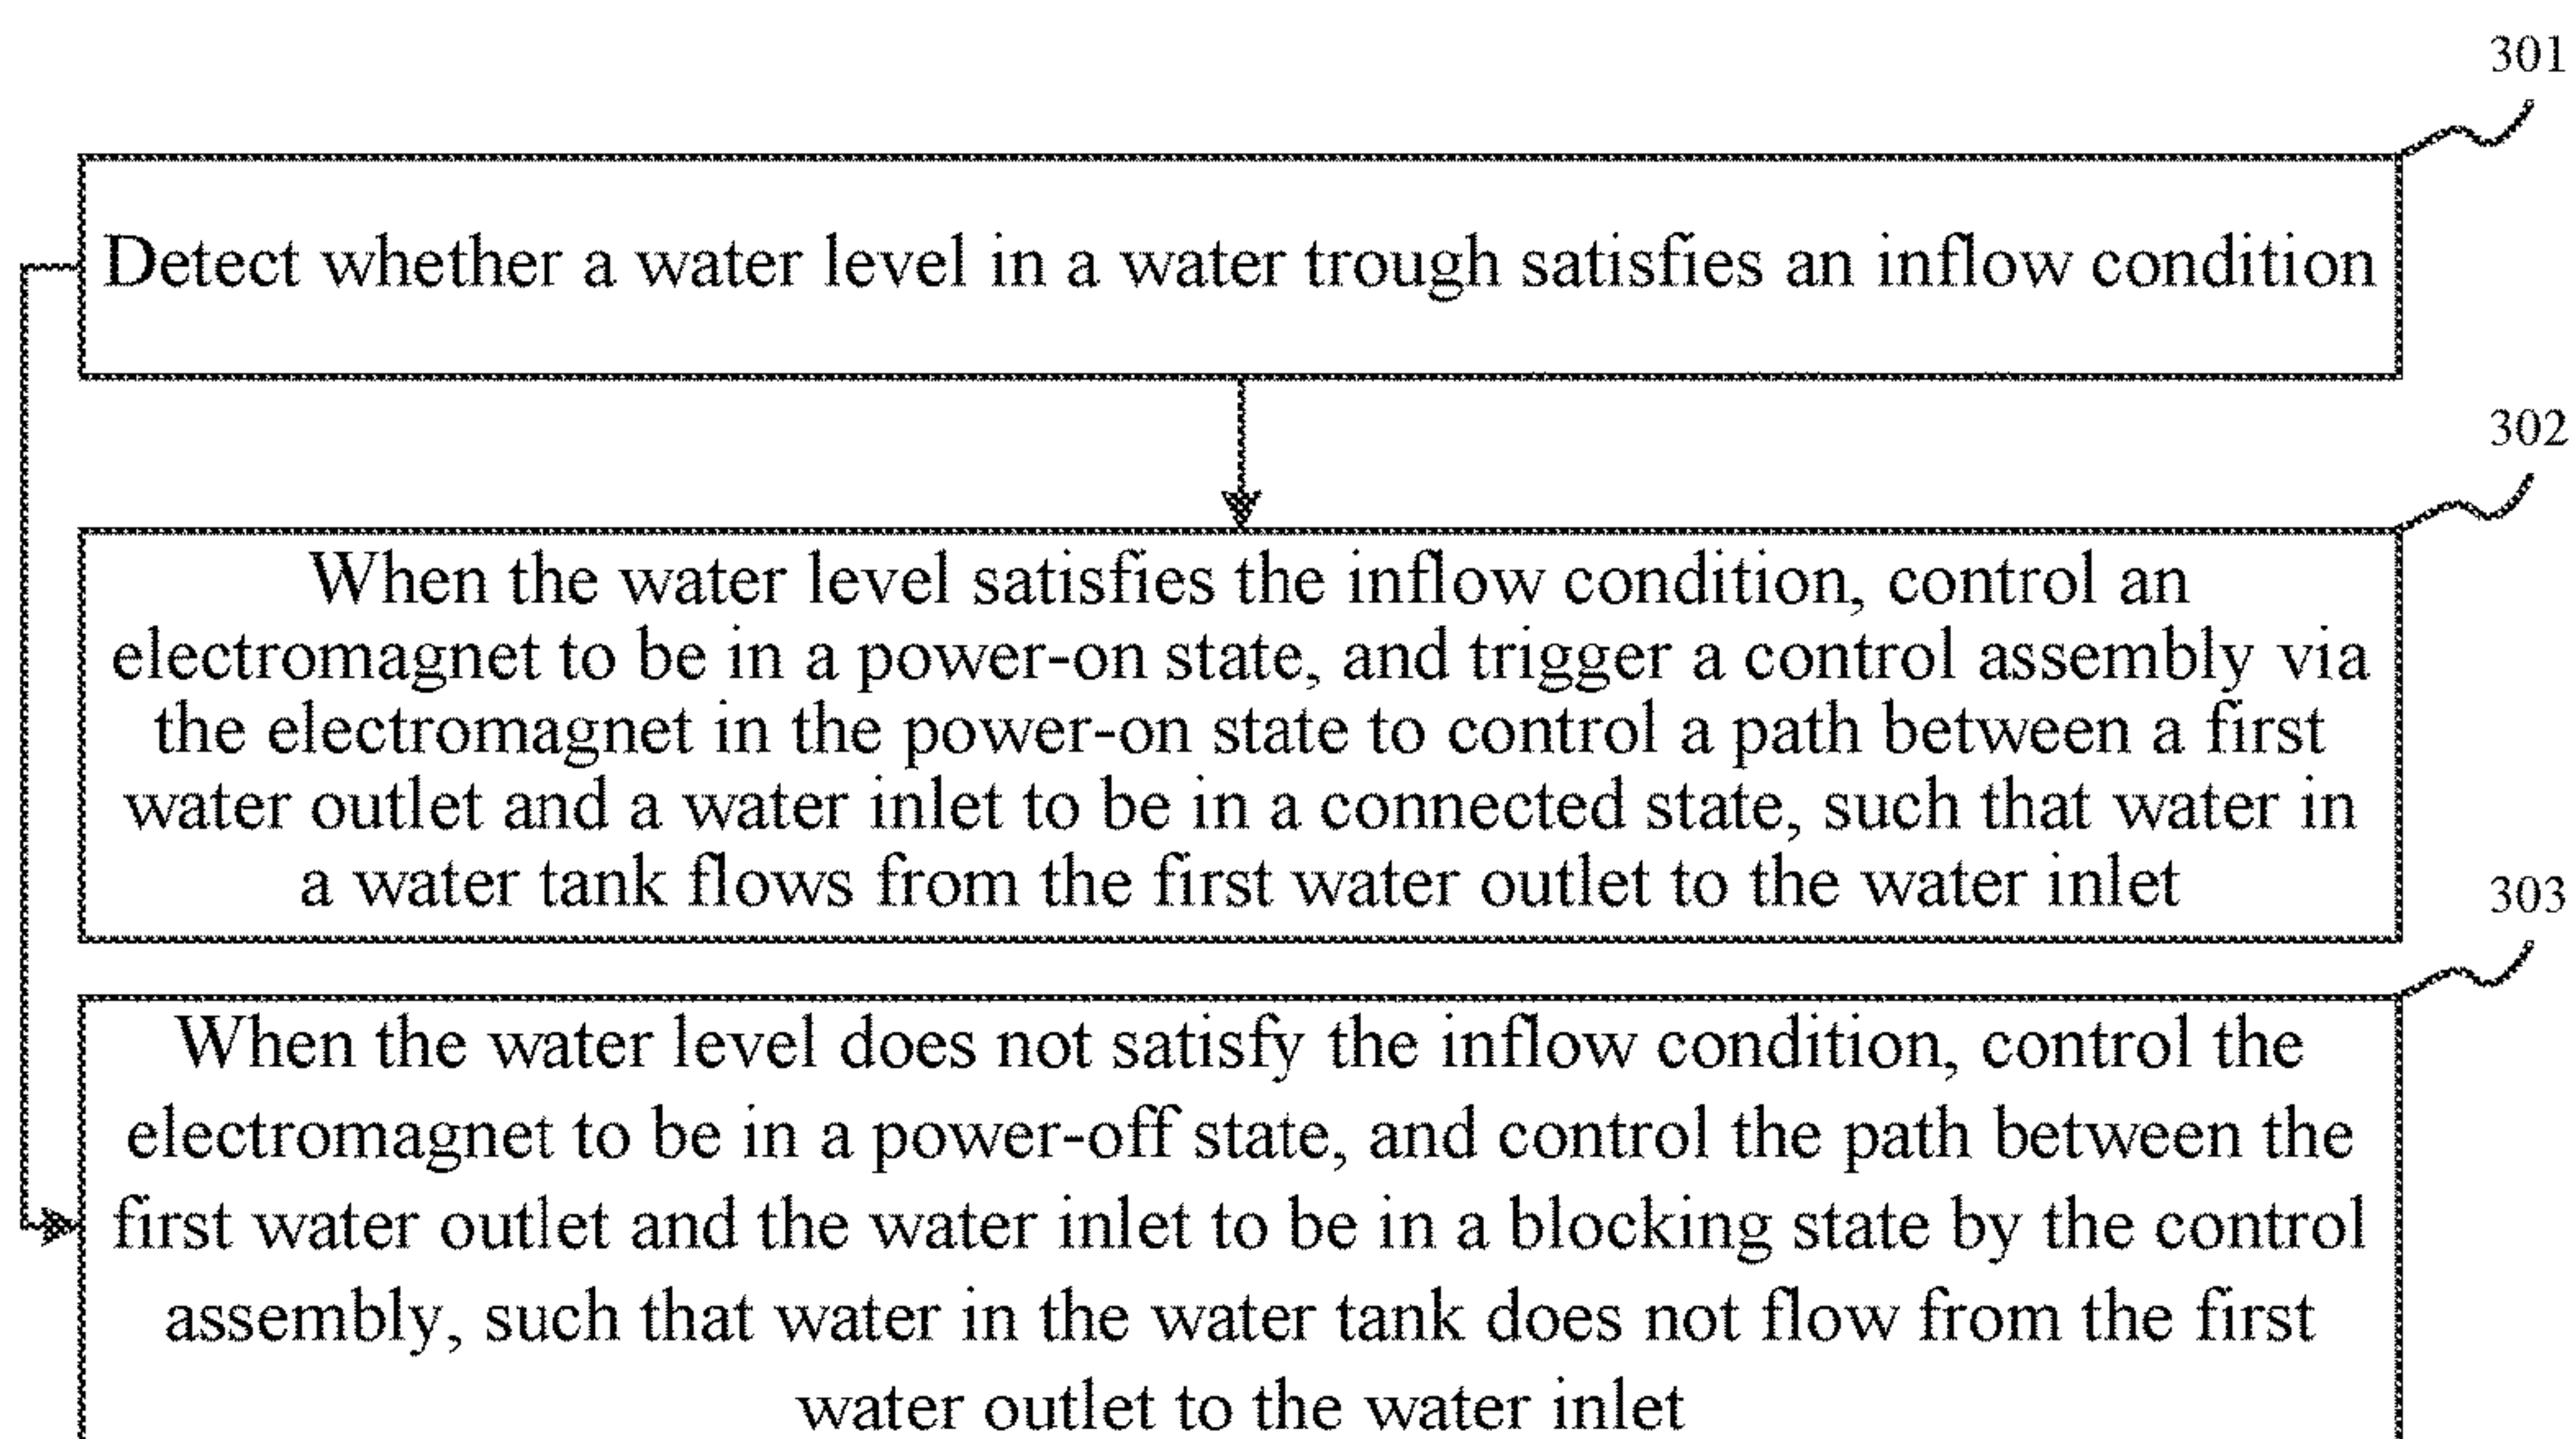 301
Detect whether a water level in a water trough satisfies an inflow condition
302
When the water level satisfies the inflow condition, control an
electromagnet to be in a power-on state, and trigger a control assembly via
the electromagnet in the power-on state to control a path between a first
water outlet and a water inlet to be in a connected state, such that water in
a water tank flows from the first water outlet to the water inlet
303
When the water level does not satisfy the inflow condition, control the
electromagnet to be in a power-off state, and control the path between the
first water outlet and the water inlet to be in a blocking state by the control
assembly, such that water in the water tank does not flow from the first
water outlet to the water inlet